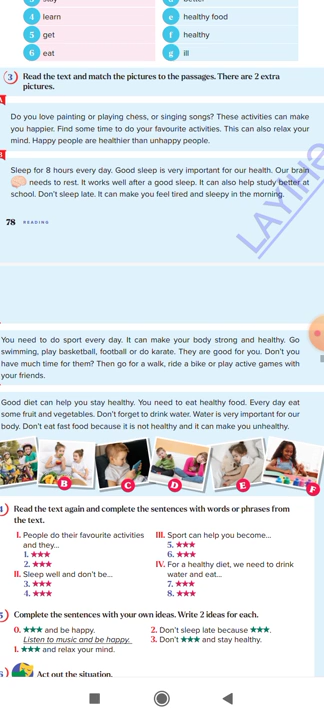 3 stay
better
4 learn
e healthy food
5 get
f healthy
6 eat
g ill
3 Read the text and match the pictures to the passages. There are 2 extra
pictures.
A
Do you love painting or playing chess, or singing songs? These activities can make
you happier. Find some time to do your favourite activities. This can also relax your
mind. Happy people are healthier than unhappy people.
B
Sleep for 8 hours every day. Good sleep is very important for our health. Our brain
needs to rest. It works well after a good sleep. It can also help study better at
school. Don't sleep late. It can make you feel tired and sleepy in the morning.
78 READING
LAYIHƏ
You need to do sport every day. It can make your body strong and healthy. Go
swimming, play basketball, football or do karate. They are good for you. Don't you
have much time for them? Then go for a walk, ride a bike or play active games with
your friends.
Good diet can help you stay healthy. You need to eat healthy food. Every day eat
some fruit and vegetables. Don't forget to drink water. Water is very important for our
body. Don't eat fast food because it is not healthy and it can make you unhealthy.
B
C
D
E
F
Read the text again and complete the sentences with words or phrases from
the text.
I. People do their favourite activities
and they...
1. ★★★
2. ★★★
II. Sleep well and don't be...
3. ★★★
4. ★★★
III. Sport can help you become...
5. ★★★
6. ★★★
IV. For a healthy diet, we need to drink
water and eat...
7. ★★★
8. ★★★
5 Complete the sentences with your own ideas. Write 2 ideas for each.
0. ★★★ and be happy.
Listen to music and be happy.
1. ★★★ and relax your mind.
2. Don't sleep late because ★★★.
3. Don't ★★★ and stay healthy.
Act out the situation.